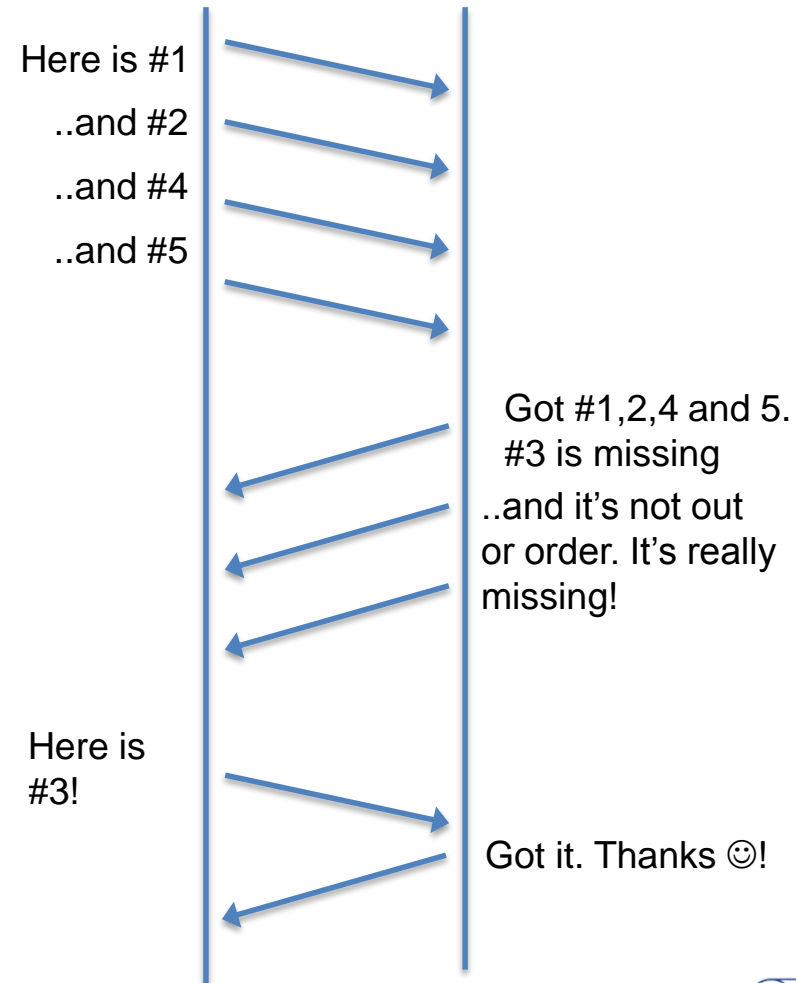 Here is #1
..and #2
..and #4
..and #5
Got #1,2,4 and 5.
#3 is missing
..and it’s not out
or order. It’s really
missing!
Here is
#3!
Got it. Thanks ☺!